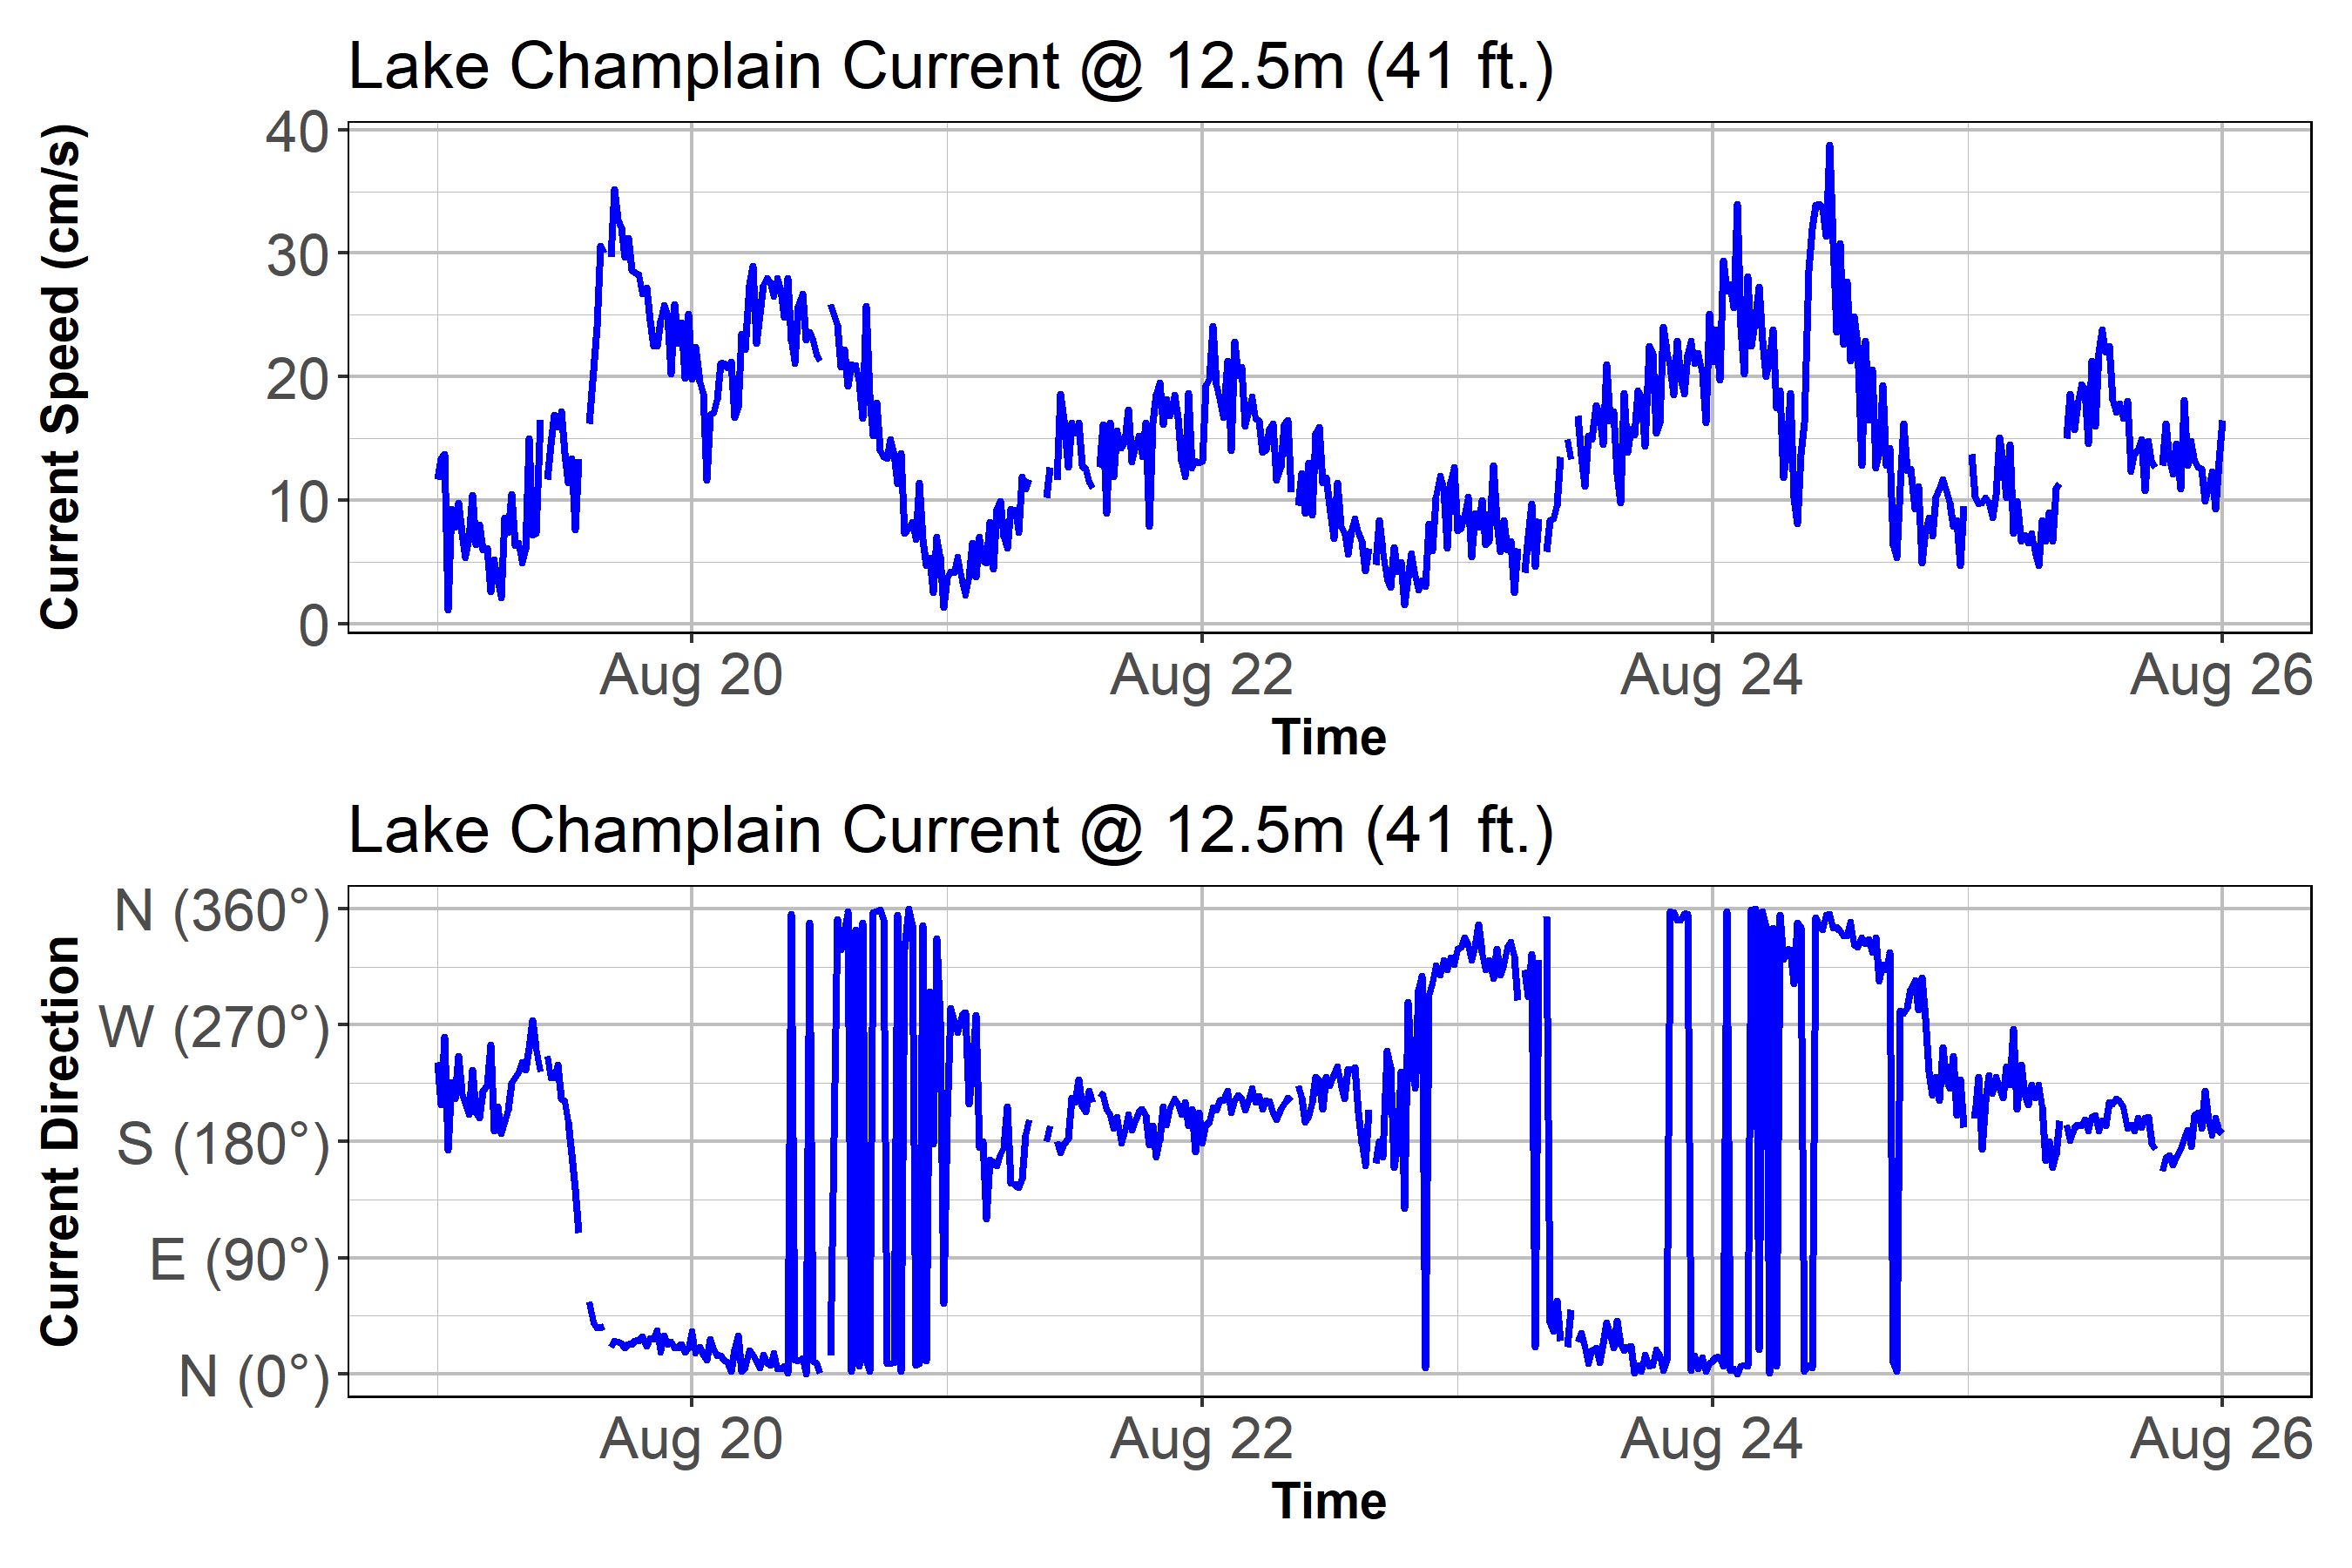 Lake Champlain Current @ 12.5m (41 ft.)
Current Speed (cm/s)
40
30
20
10
0
Aug 20 Aug 22 Aug 24 Aug 26
Time
Lake Champlain Current @ 12.5m (41 ft.)
Current Direction
N (360°)
W (270°)
S (180°)
E (90°)
N (0°)
Aug 20 Aug 22 Aug 24 Aug 26
Time